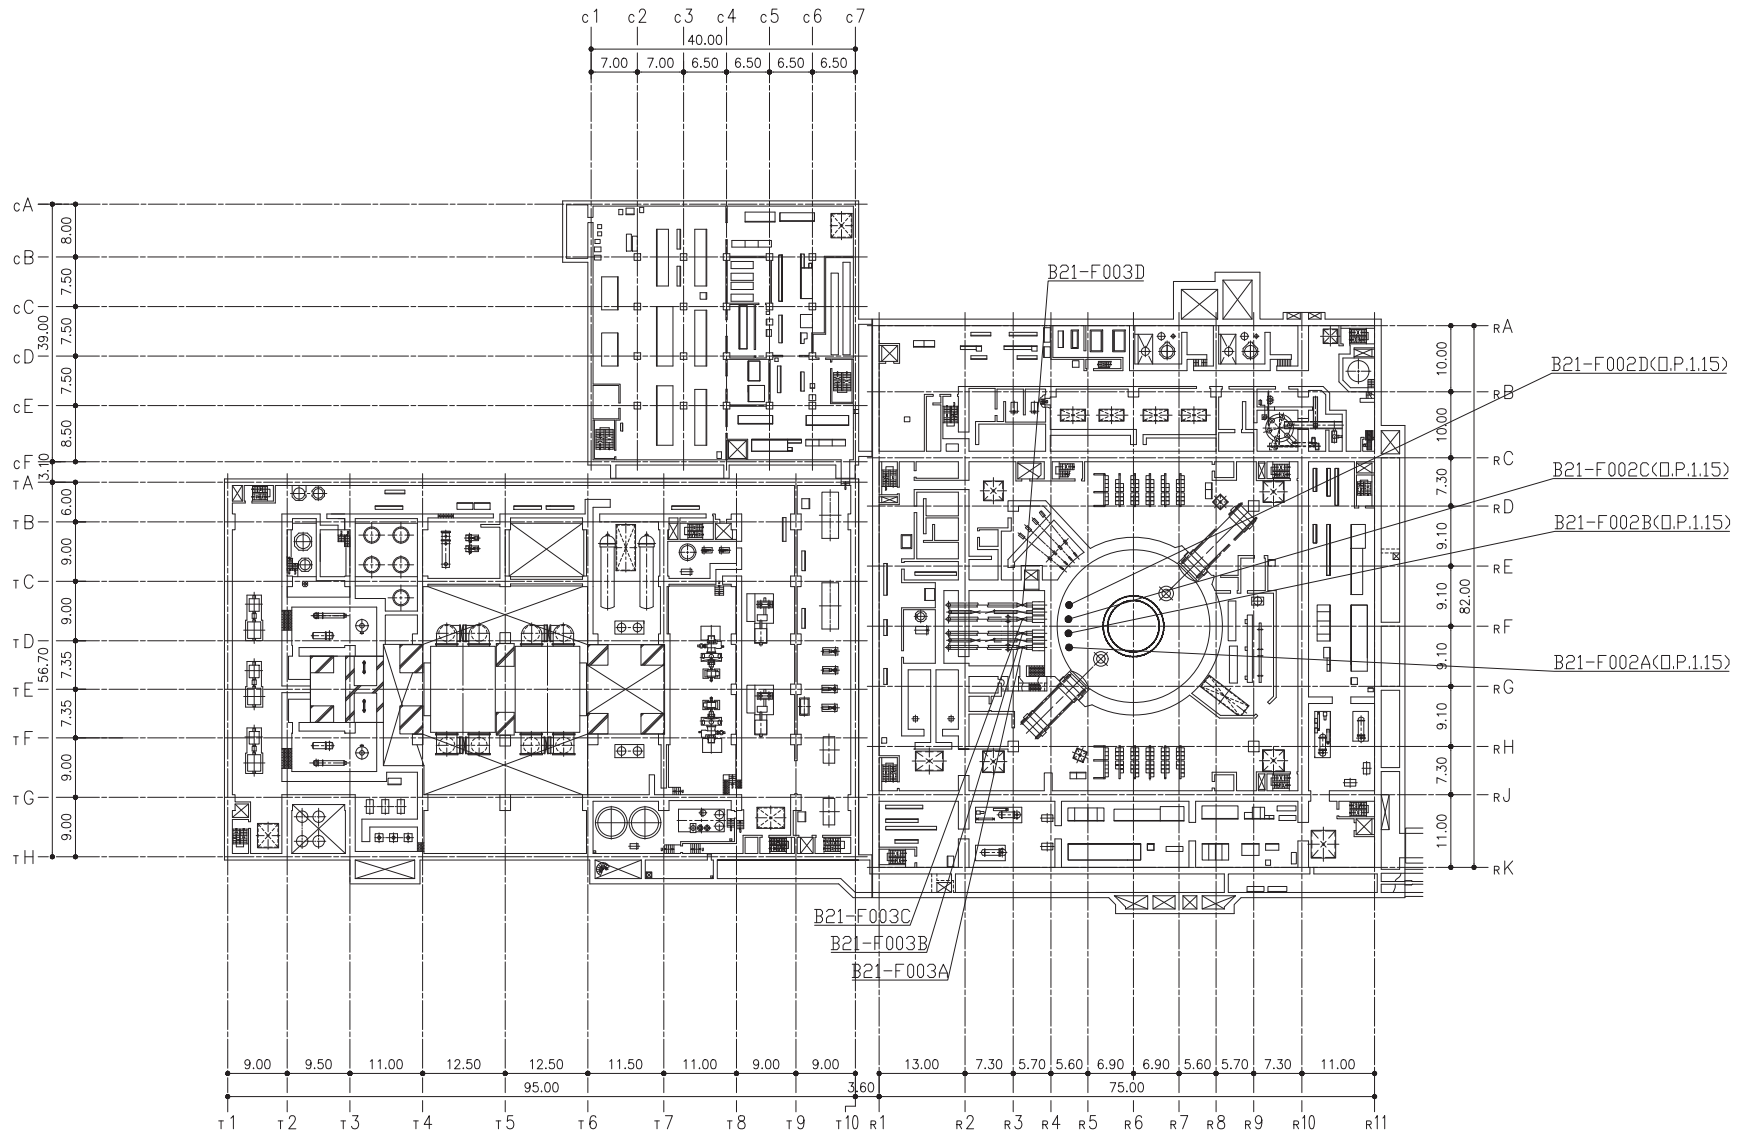 c1 c2 c3 c4 c5 c6 c7
40.00
7.00 7.00 6.50 6.50 6.50 6.50
cA
8.00
cB
7.50
cC
7.50
39.00
cD
7.50
cE
8.50
cF
3.10
TA
6.00
TB
9.00
TC
9.00
TD
7.35
56.70
TE
7.35
TF
9.00
TG
9.00
TH
B21-F003D
B21-F002D(O.P.1.15)
B21-F002C(O.P.1.15)
B21-F002B(O.P.1.15)
B21-F002A(O.P.1.15)
RA
10.00
RB
10.00
RC
7.30
RD
9.10
RE
9.10
82.00
RF
9.10
RG
9.10
RH
7.30
RJ
11.00
RK
B21-F003C
B21-F003B
B21-F003A
9.00 9.50 11.00 12.50 12.50 11.50 11.00 9.00 9.00 13.00 7.30 5.70 5.60 6.90 6.90 5.60 5.70 7.30 11.00
95.00 3.60 75.00
T1 T2 T3 T4 T5 T6 T7 T8 T9 T10 R1 R2 R3 R4 R5 R6 R7 R8 R9 R10 R11